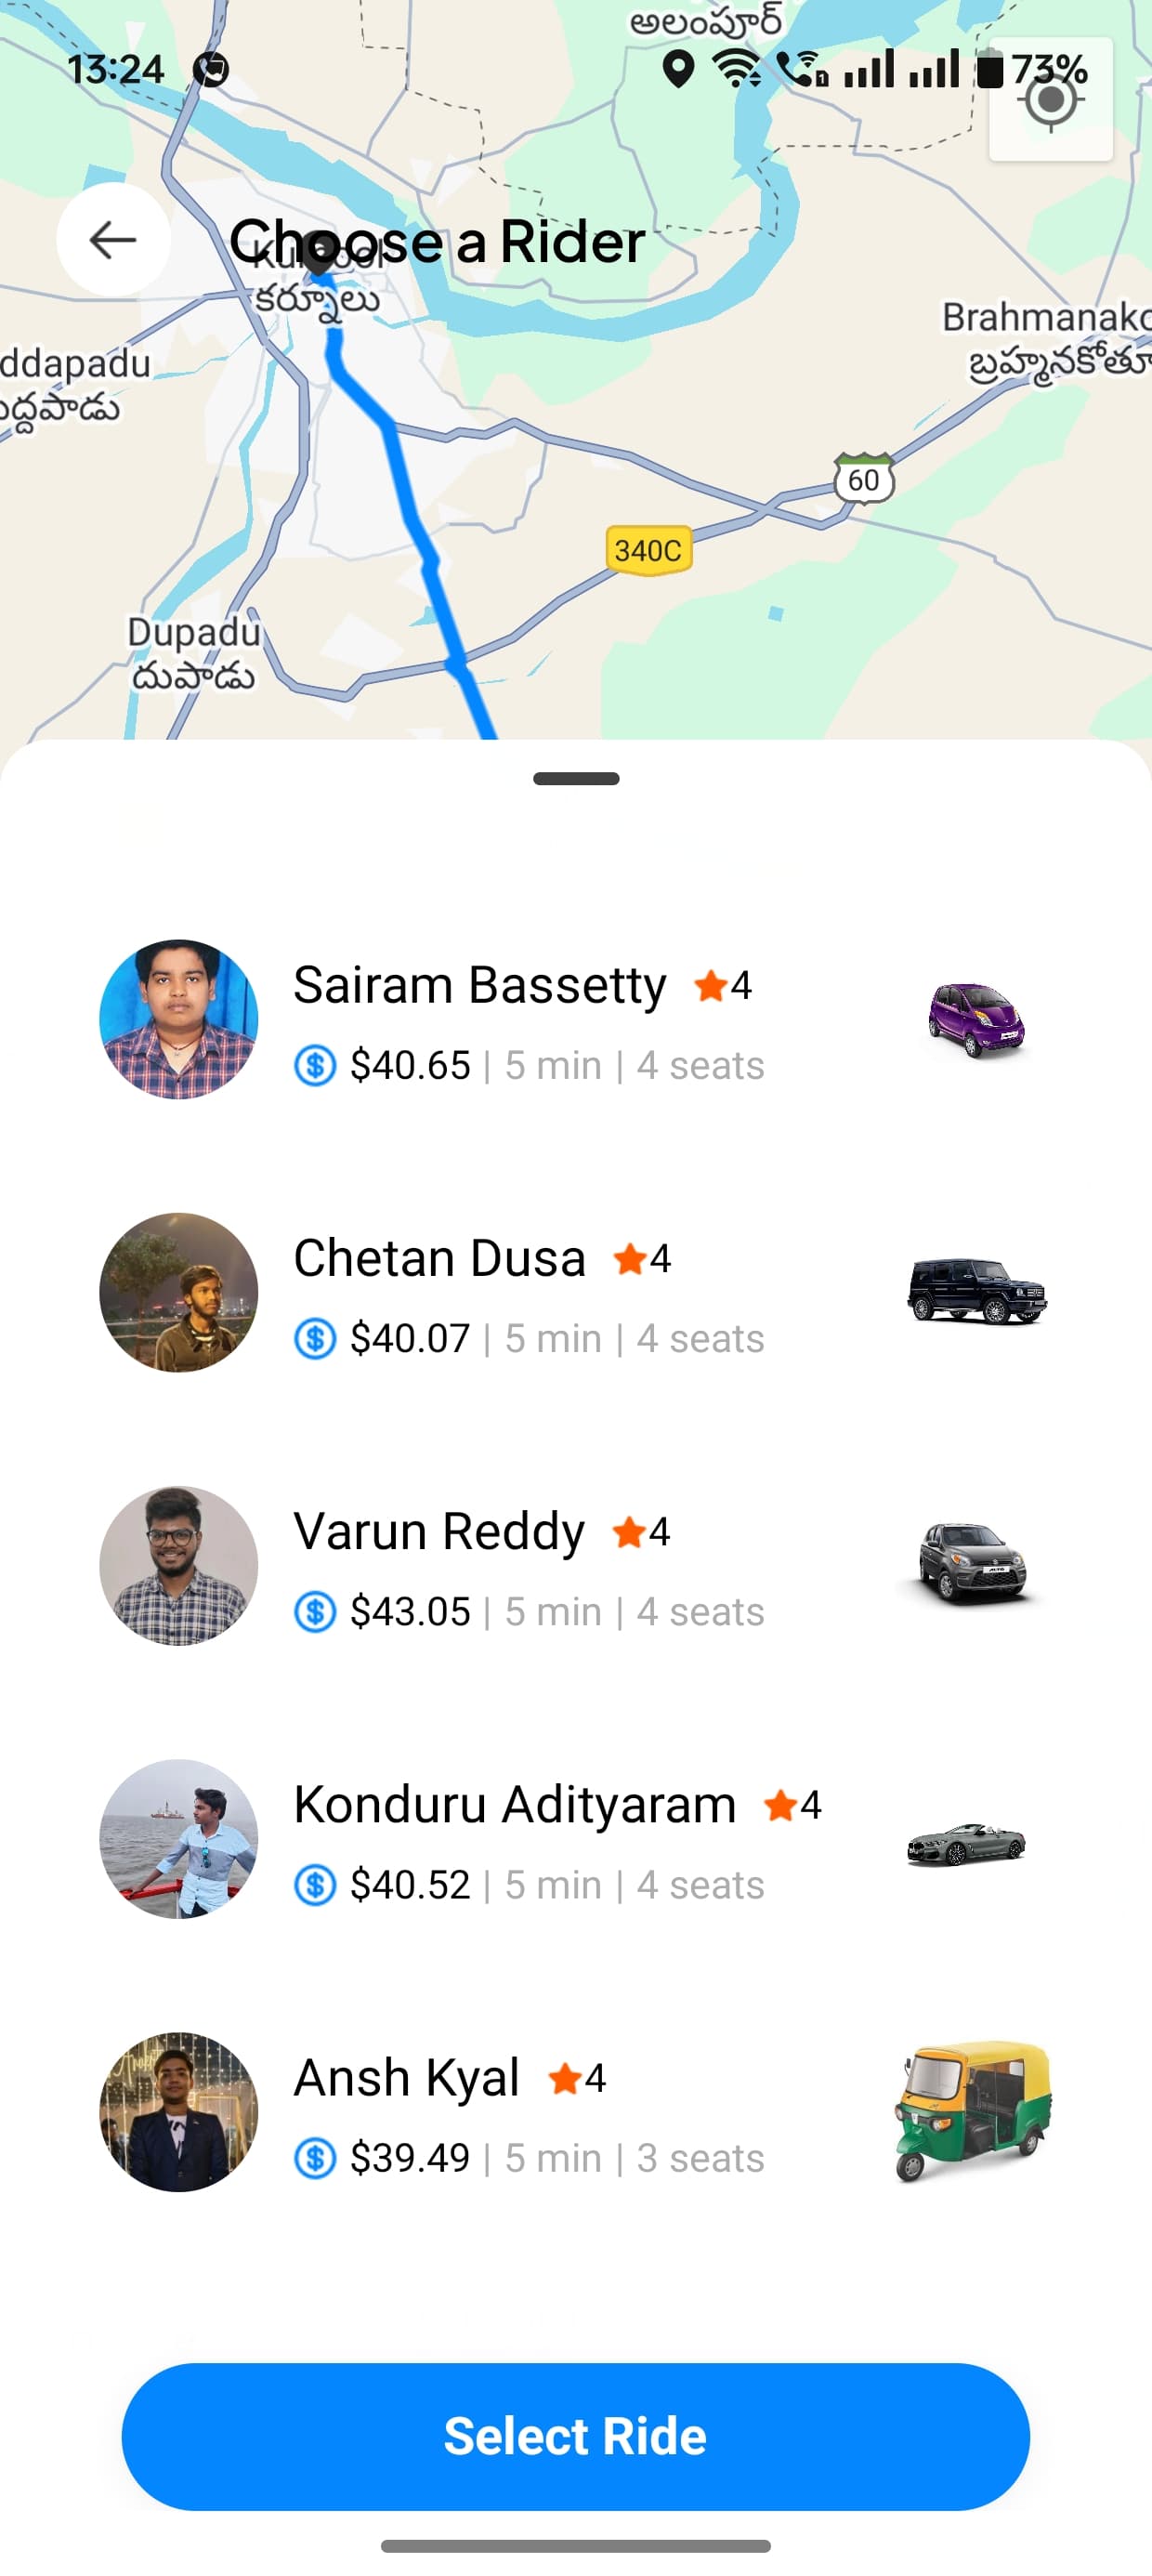 అలంపూర్
13:24
73%
Choose a Rider
కర్నూలు
Brahmanako
బ్రహ్మనకోతూ
ddapadu
ద్దపాడు
60
340C
Dupadu
దుపాడు
Sairam Bassetty 4
$40.65 | 5 min | 4 seats
Chetan Dusa 4
$40.07 | 5 min | 4 seats
Varun Reddy 4
$43.05 | 5 min | 4 seats
Konduru Adityaram 4
$40.52 | 5 min | 4 seats
Ansh Kyal 4
$39.49 | 5 min | 3 seats
Select Ride